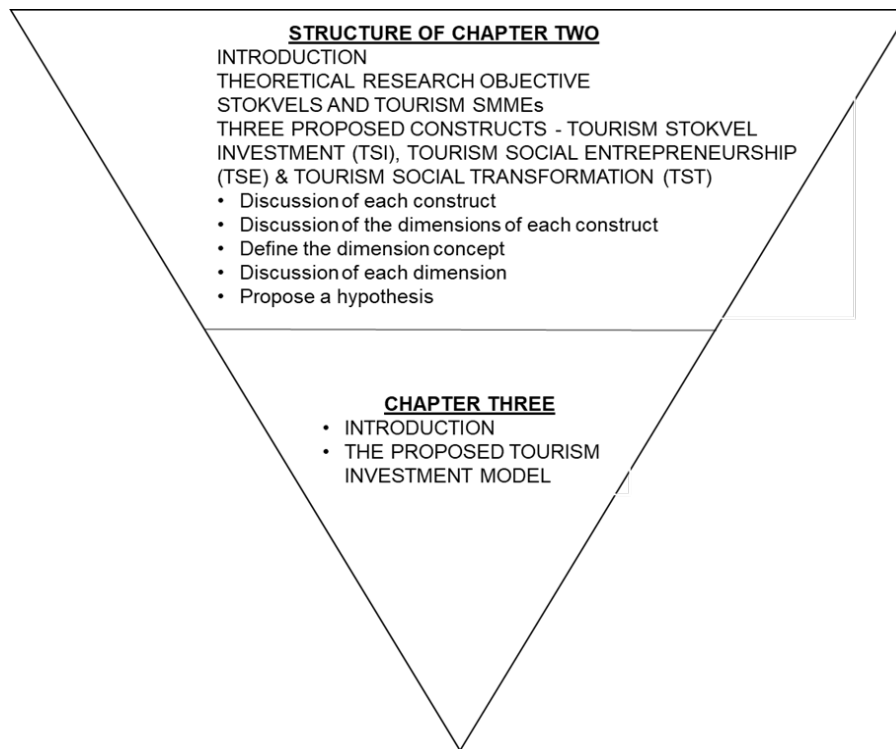 STRUCTURE OF CHAPTER TWO
INTRODUCTION
THEORETICAL RESEARCH OBJECTIVE
STOKVELS AND TOURISM SMMEs
THREE PROPOSED CONSTRUCTS - TOURISM STOKVEL
INVESTMENT (TSI), TOURISM SOCIAL ENTREPRENEURSHIP
(TSE) & TOURISM SOCIAL TRANSFORMATION (TST)
• Discussion of each construct
• Discussion of the dimensions of each construct
• Define the dimension concept
• Discussion of each dimension
• Propose a hypothesis
CHAPTER THREE
• INTRODUCTION
• THE PROPOSED TOURISM
INVESTMENT MODEL